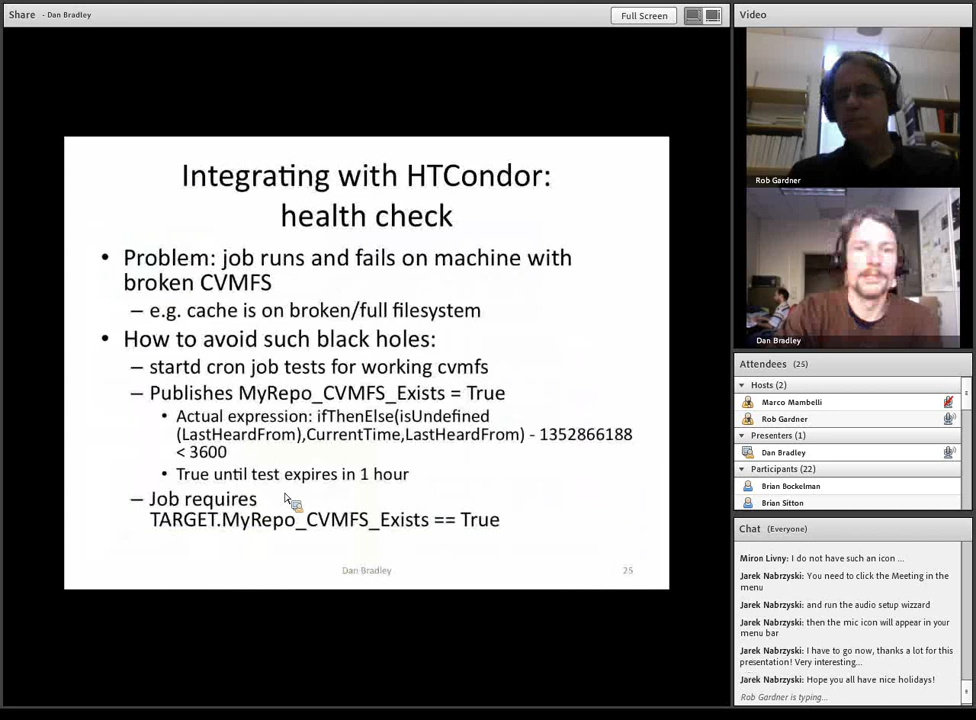 Share - Dan Bradley
Full Screen
Integrating with HTCondor:
health check
• Problem: job runs and fails on machine with
broken CVMFS
– e.g. cache is on broken/full filesystem
• How to avoid such black holes:
– startd cron job tests for working cvmfs
– Publishes MyRepo_CVMFS_Exists = True
• Actual expression: ifThenElse(isUndefined
(LastHeardFrom),CurrentTime,LastHeardFrom) - 1352866188
< 3600
• True until test expires in 1 hour
– Job requires
TARGET.MyRepo_CVMFS_Exists == True
Dan Bradley
25
Video
Rob Gardner
Dan Bradley
Attendees (25)
Hosts (2)
Marco Mambelli
Rob Gardner
Presenters (1)
Dan Bradley
Participants (22)
Brian Bockelman
Brian Sitton
Chat (Everyone)
Miron Livny: I do not have such an icon ...
Jarek Nabrzyski: You need to click the Meeting in the
menu
Jarek Nabrzyski: and run the audio setup wizzard
Jarek Nabrzyski: then the mic icon will appear in your
menu bar
Jarek Nabrzyski: I have to go now, thanks a lot for this
presentation! Very interesting...
Jarek Nabrzyski: Hope you all have nice holidays!
Rob Gardner is typing...